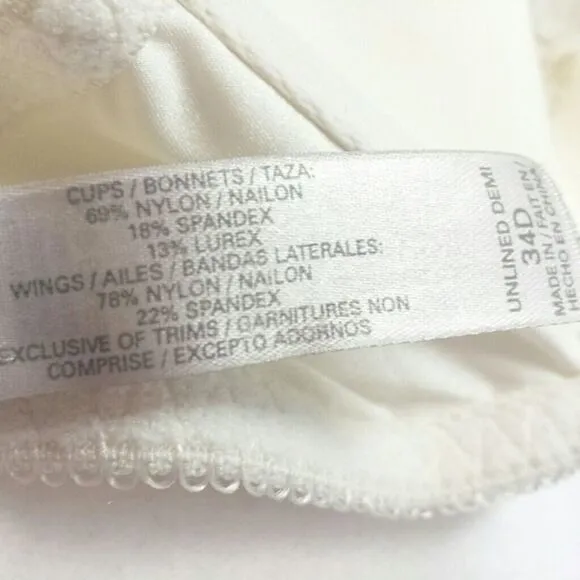 CUPS / BONNETS / TAZA:
69% NYLON / NAILON
18% SPANDEX
13% LUREX
WINGS / AILES / BANDAS LATERALES:
78% NYLON / NAILON
22% SPANDEX
EXCLUSIVE OF TRIMS / GARNITURES NON
COMPRISE / EXCEPTO ADORNOS
UNLINED DEMI
34D
MADE IN / FAIT EN /
HECHO EN CHINA